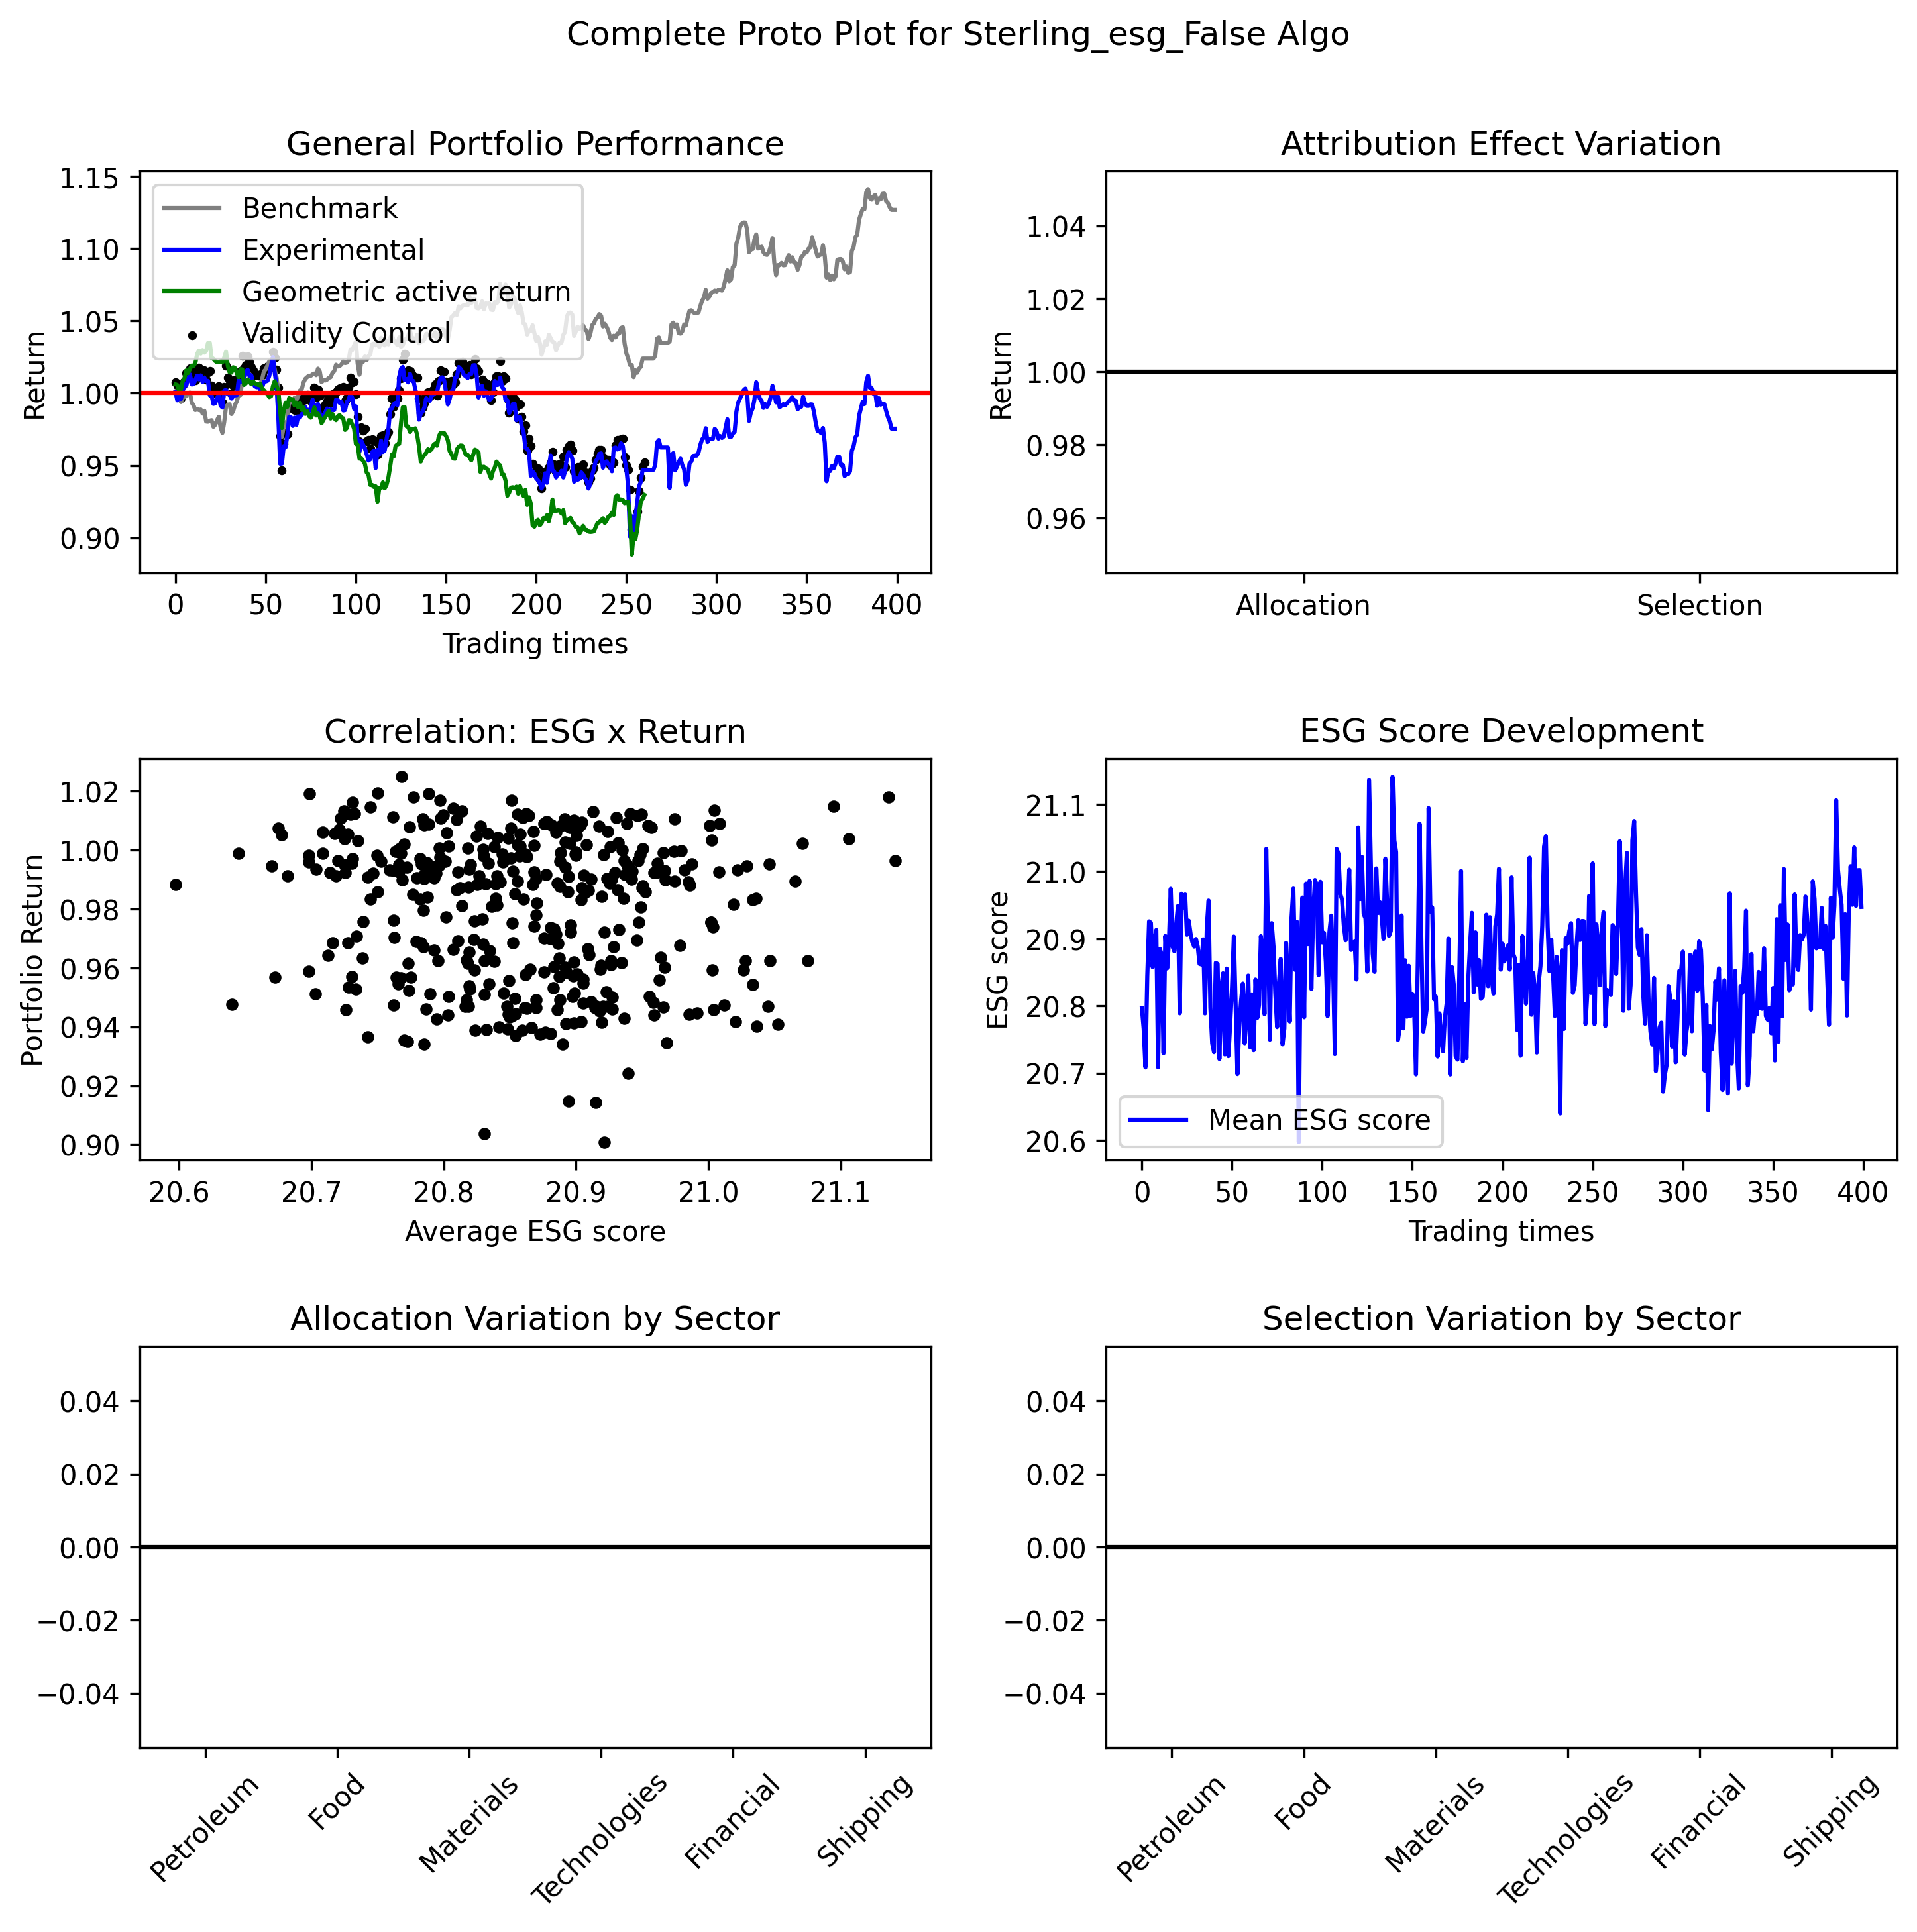 Complete Proto Plot for Sterling_esg_False Algo
General Portfolio Performance
Return
1.15
1.10
1.05
1.00
0.95
0.90
Benchmark
Experimental
Geometric active return
Validity Control
0 50 100 150 200 250 300 350 400
Trading times
Attribution Effect Variation
Return
1.04
1.02
1.00
0.98
0.96
Allocation Selection
Correlation: ESG x Return
Portfolio Return
1.02
1.00
0.98
0.96
0.94
0.92
0.90
20.6 20.7 20.8 20.9 21.0 21.1
Average ESG score
ESG Score Development
ESG score
21.1
21.0
20.9
20.8
20.7
20.6
Mean ESG score
0 50 100 150 200 250 300 350 400
Trading times
Allocation Variation by Sector
0.04
0.02
0.00
−0.02
−0.04
Petroleum Food Materials Technologies Financial Shipping
Selection Variation by Sector
0.04
0.02
0.00
−0.02
−0.04
Petroleum Food Materials Technologies Financial Shipping